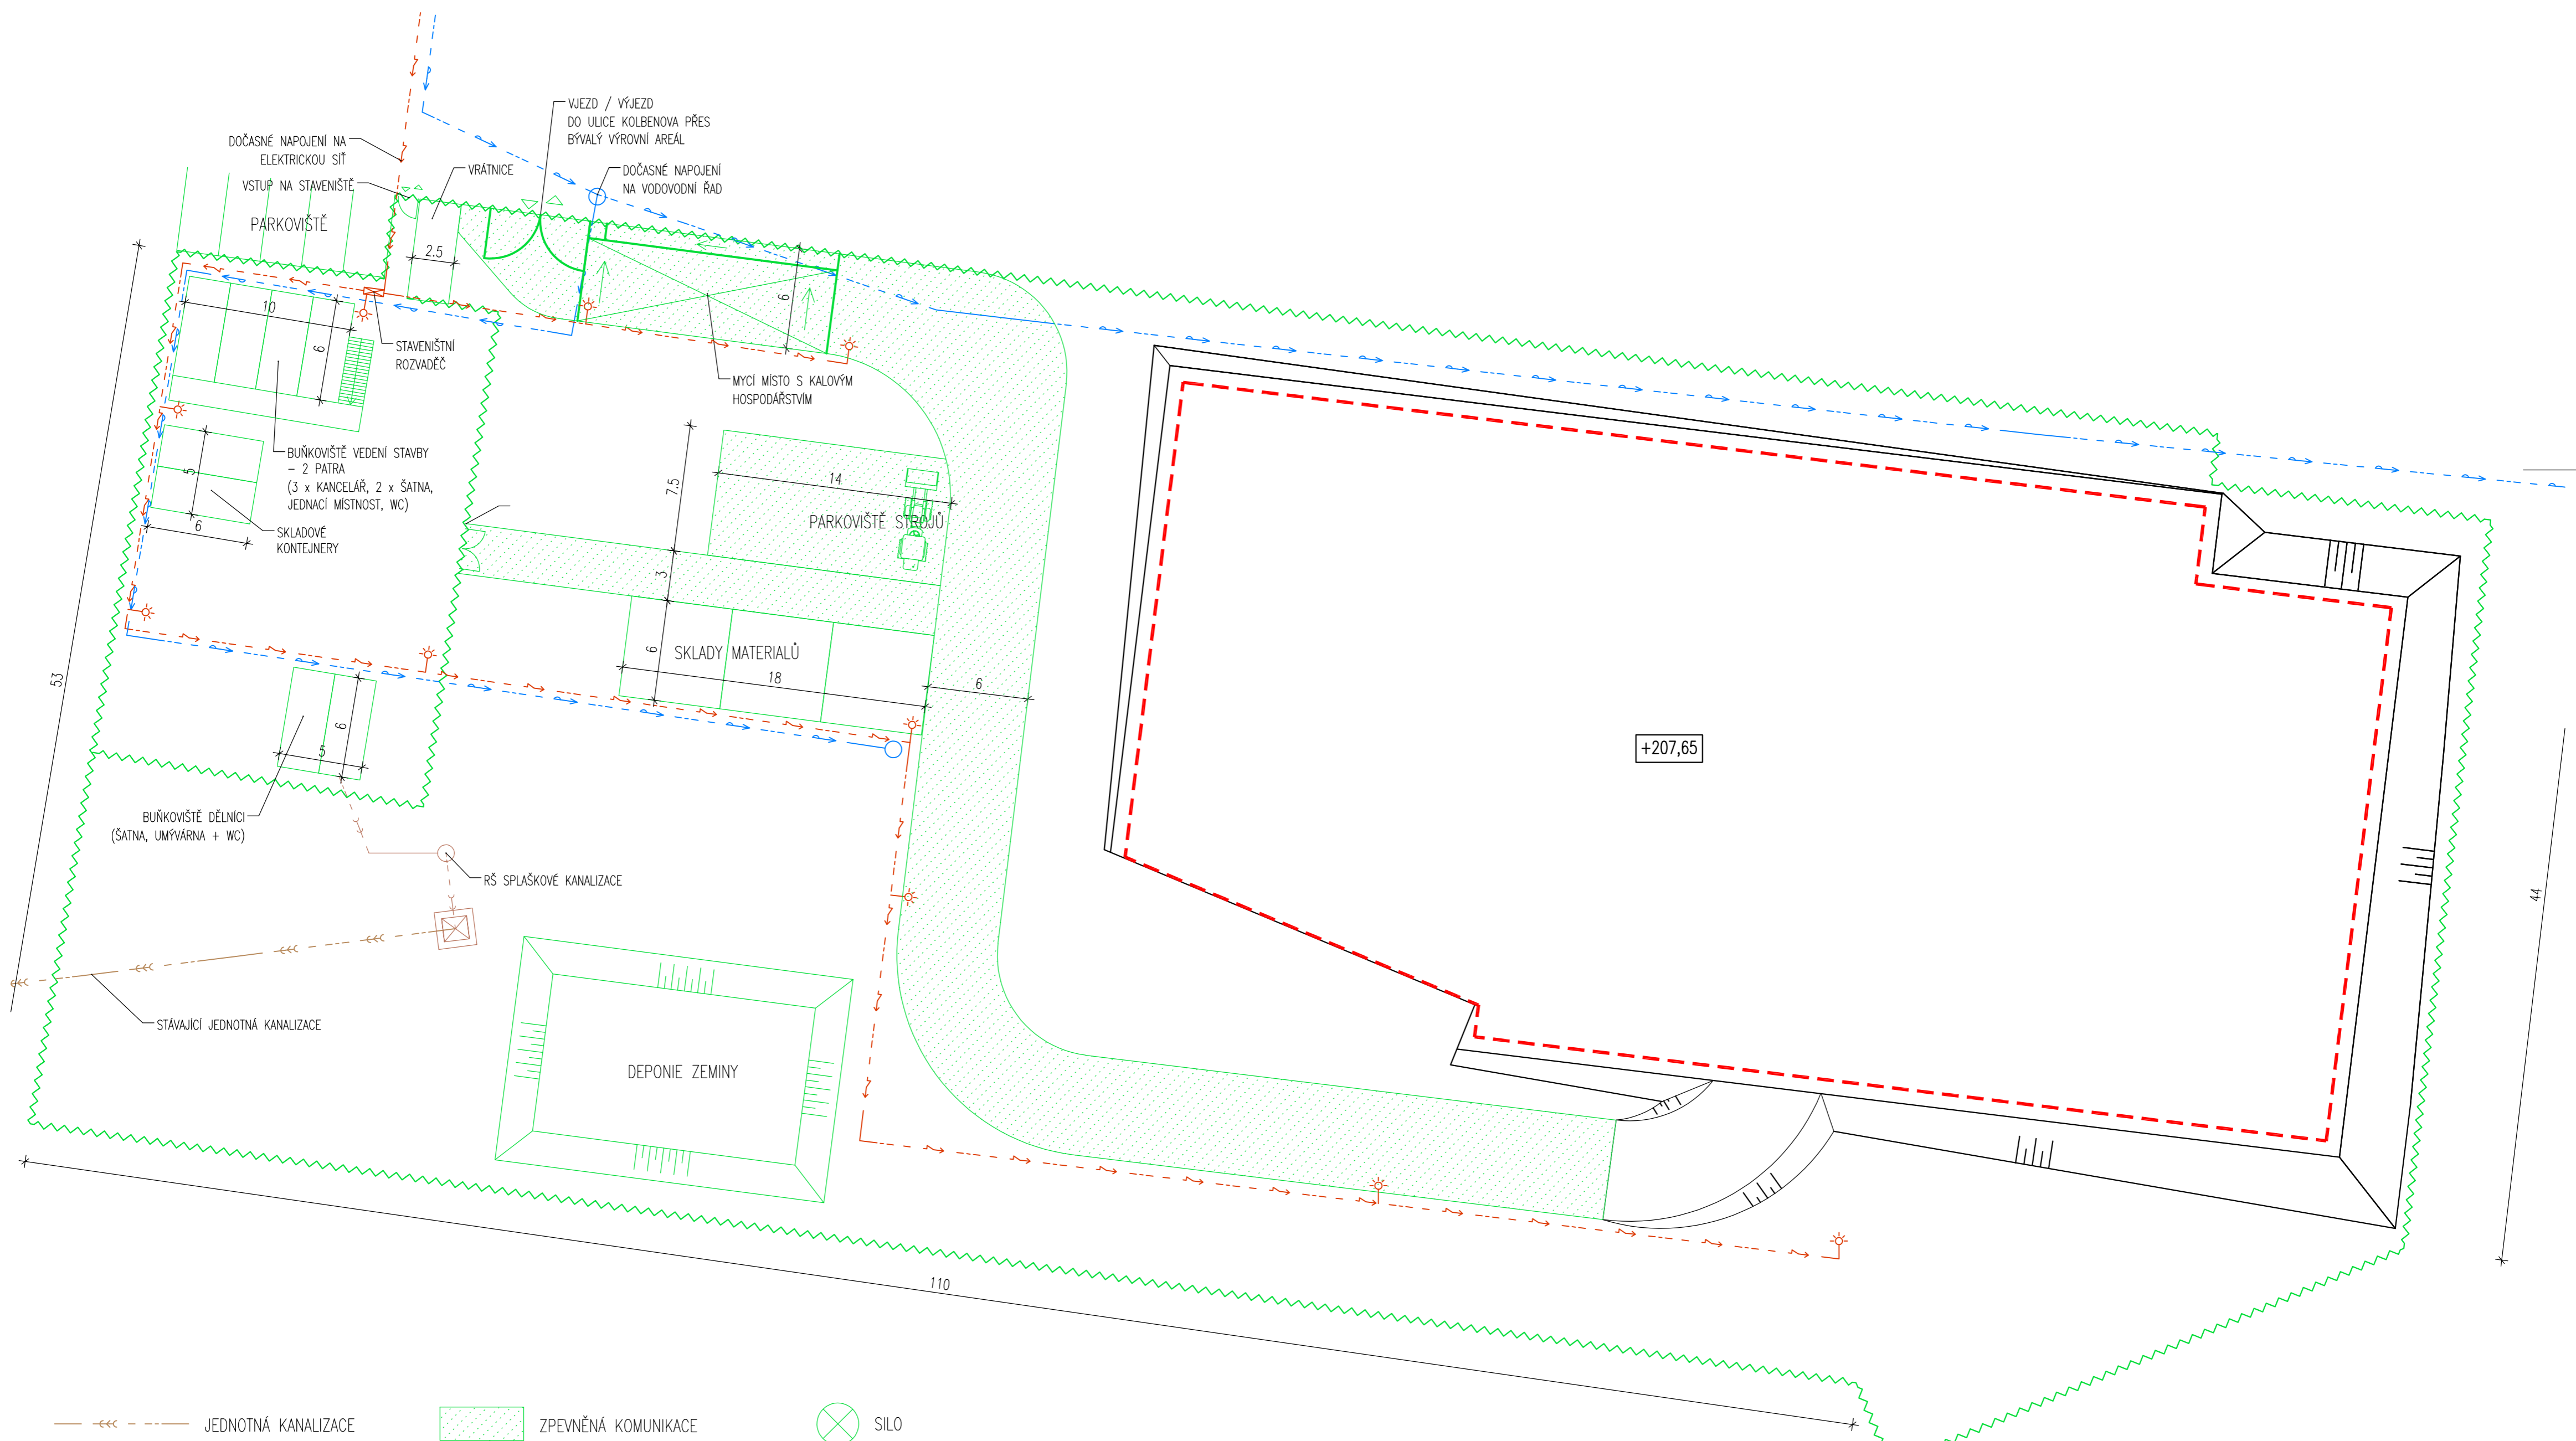 VJEZD / VÝJEZD
DO ULICE KOLBENOVA PŘES
BÝVALÝ VÝROVNÍ AREÁL
DOČASNÉ NAPOJENÍ NA
ELEKTRICKOU SÍŤ
VRÁTNICE
DOČASNÉ NAPOJENÍ
NA VODOVODNÍ ŘAD
VSTUP NA STAVENIŠTĚ
PARKOVIŠTĚ
2.5
6
10
6
STAVENIŠTNÍ
ROZVADĚČ
MYCÍ MÍSTO S KALOVÝM
HOSPODÁŘSTVÍM
BUŇKOVIŠTĚ VEDENÍ STAVBY
– 2 PATRA
(3 x KANCELÁŘ, 2 x ŠATNA,
JEDNACÍ MÍSTNOST, WC)
5
6
SKLADOVÉ
KONTEJNERY
7.5
14
PARKOVIŠTĚ STROJŮ
3
6
SKLADY MATERIALŮ
18
6
53
6
5
+207,65
BUŇKOVIŠTĚ DĚLNÍCI
(ŠATNA, UMÝVÁRNA + WC)
RŠ SPLAŠKOVÉ KANALIZACE
44
STÁVAJÍCÍ JEDNOTNÁ KANALIZACE
DEPONIE ZEMINY
110
JEDNOTNÁ KANALIZACE
ZPEVNĚNÁ KOMUNIKACE
SILO